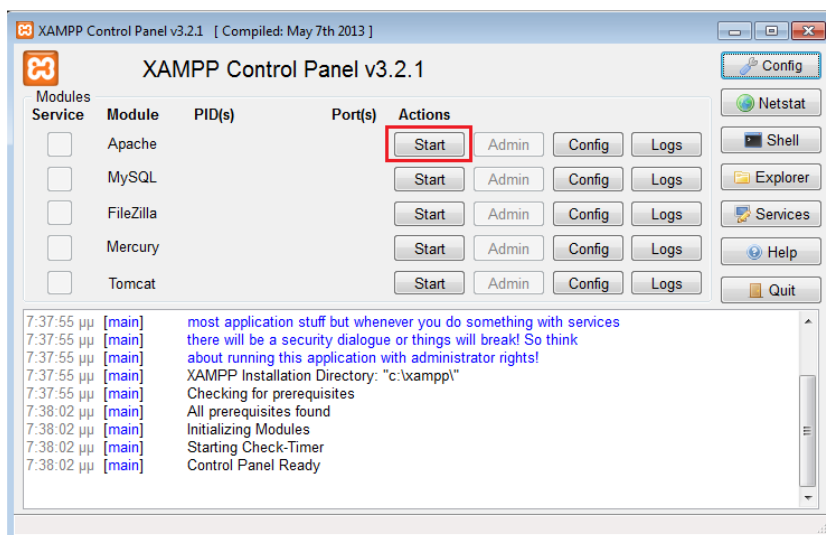 XAMPP Control Panel v3.2.1 [ Compiled: May 7th 2013 ]
XAMPP Control Panel v3.2.1
Config
Netstat
Shell
Explorer
Services
Help
Quit
Modules
Service Module PID(s) Port(s) Actions
Apache Start Admin Config Logs
MySQL Start Admin Config Logs
FileZilla Start Admin Config Logs
Mercury Start Admin Config Logs
Tomcat Start Admin Config Logs
7:37:55 μμ [main] most application stuff but whenever you do something with services
7:37:55 μμ [main] there will be a security dialogue or things will break! So think
7:37:55 μμ [main] about running this application with administrator rights!
7:37:55 μμ [main] XAMPP Installation Directory: "c:\xampp\"
7:37:55 μμ [main] Checking for prerequisites
7:38:02 μμ [main] All prerequisites found
7:38:02 μμ [main] Initializing Modules
7:38:02 μμ [main] Starting Check-Timer
7:38:02 μμ [main] Control Panel Ready